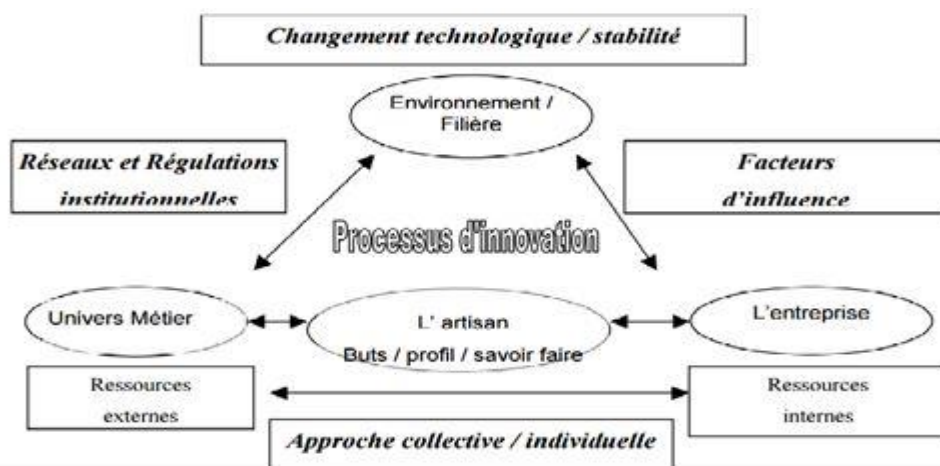 Changement technologique / stabilité
Environnement /
Filière
Réseaux et Régulations
institutionnelles
Facteurs
d'influence
Processus d'innovation
Univers Métier
L' artisan
Buts / profil / savoir faire
L'entreprise
Ressources
externes
Ressources
internes
Approche collective / individuelle